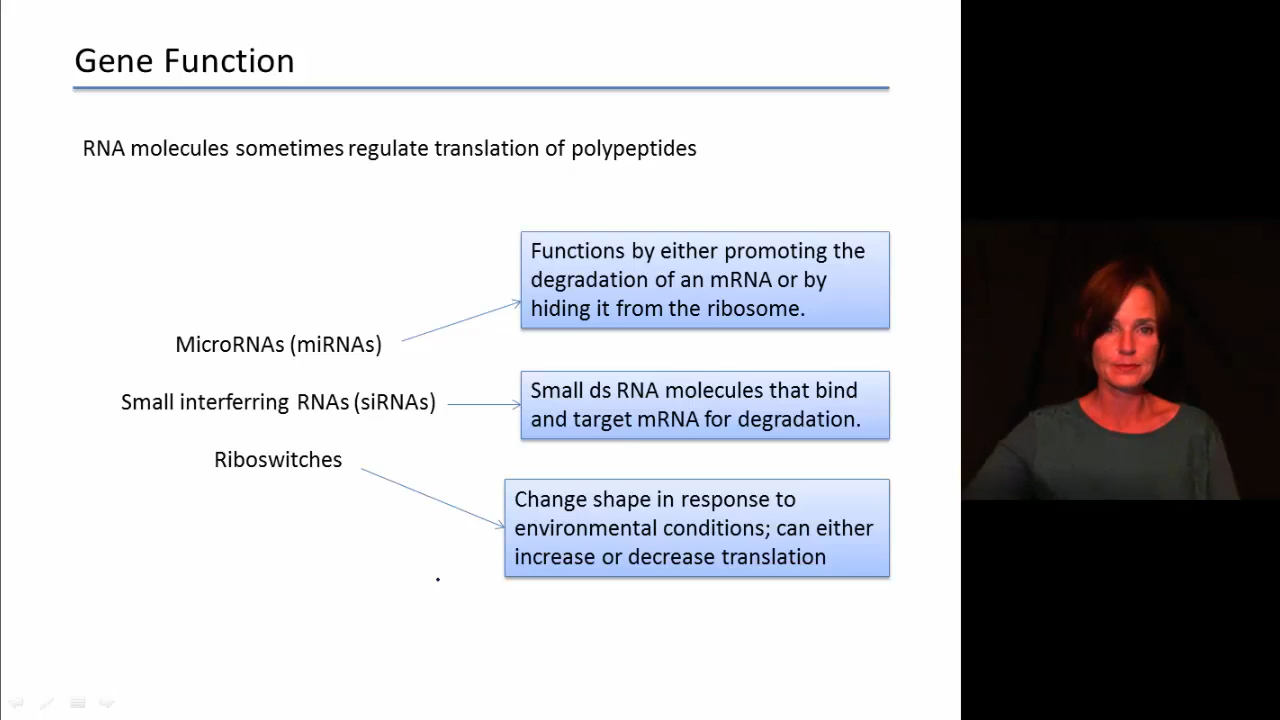 Gene Function
RNA molecules sometimes regulate translation of polypeptides
Functions by either promoting the
degradation of an mRNA or by
hiding it from the ribosome.
MicroRNAs (miRNAs)
Small interferring RNAs (siRNAs)
Small ds RNA molecules that bind
and target mRNA for degradation.
Riboswitches
Change shape in response to
environmental conditions; can either
increase or decrease translation